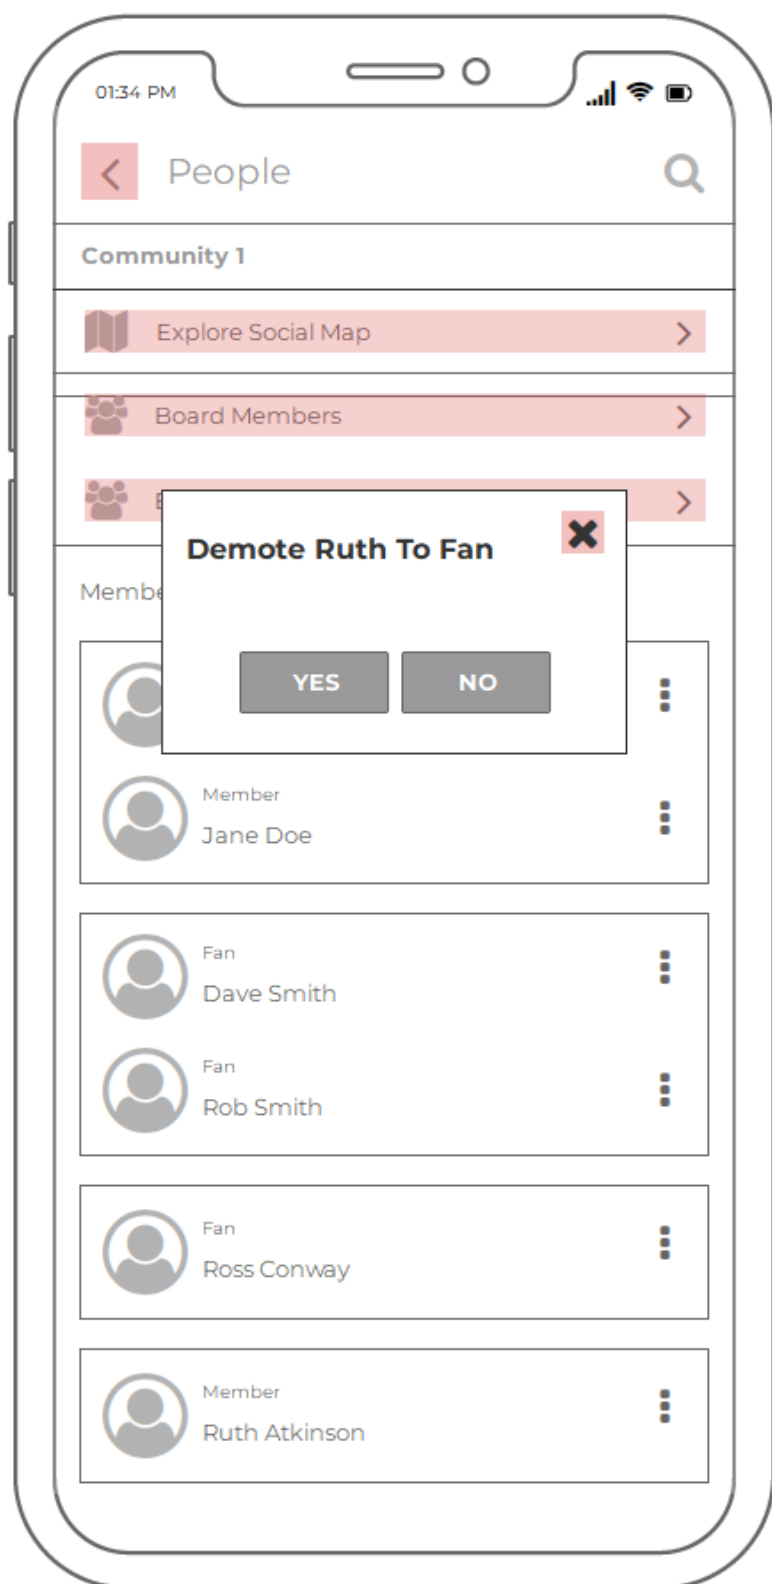 01:34 PM
People
Community 1
Explore Social Map
Board Members
Demote Ruth To Fan
YES
NO
Member
Jane Doe
Fan
Dave Smith
Fan
Rob Smith
Fan
Ross Conway
Member
Ruth Atkinson